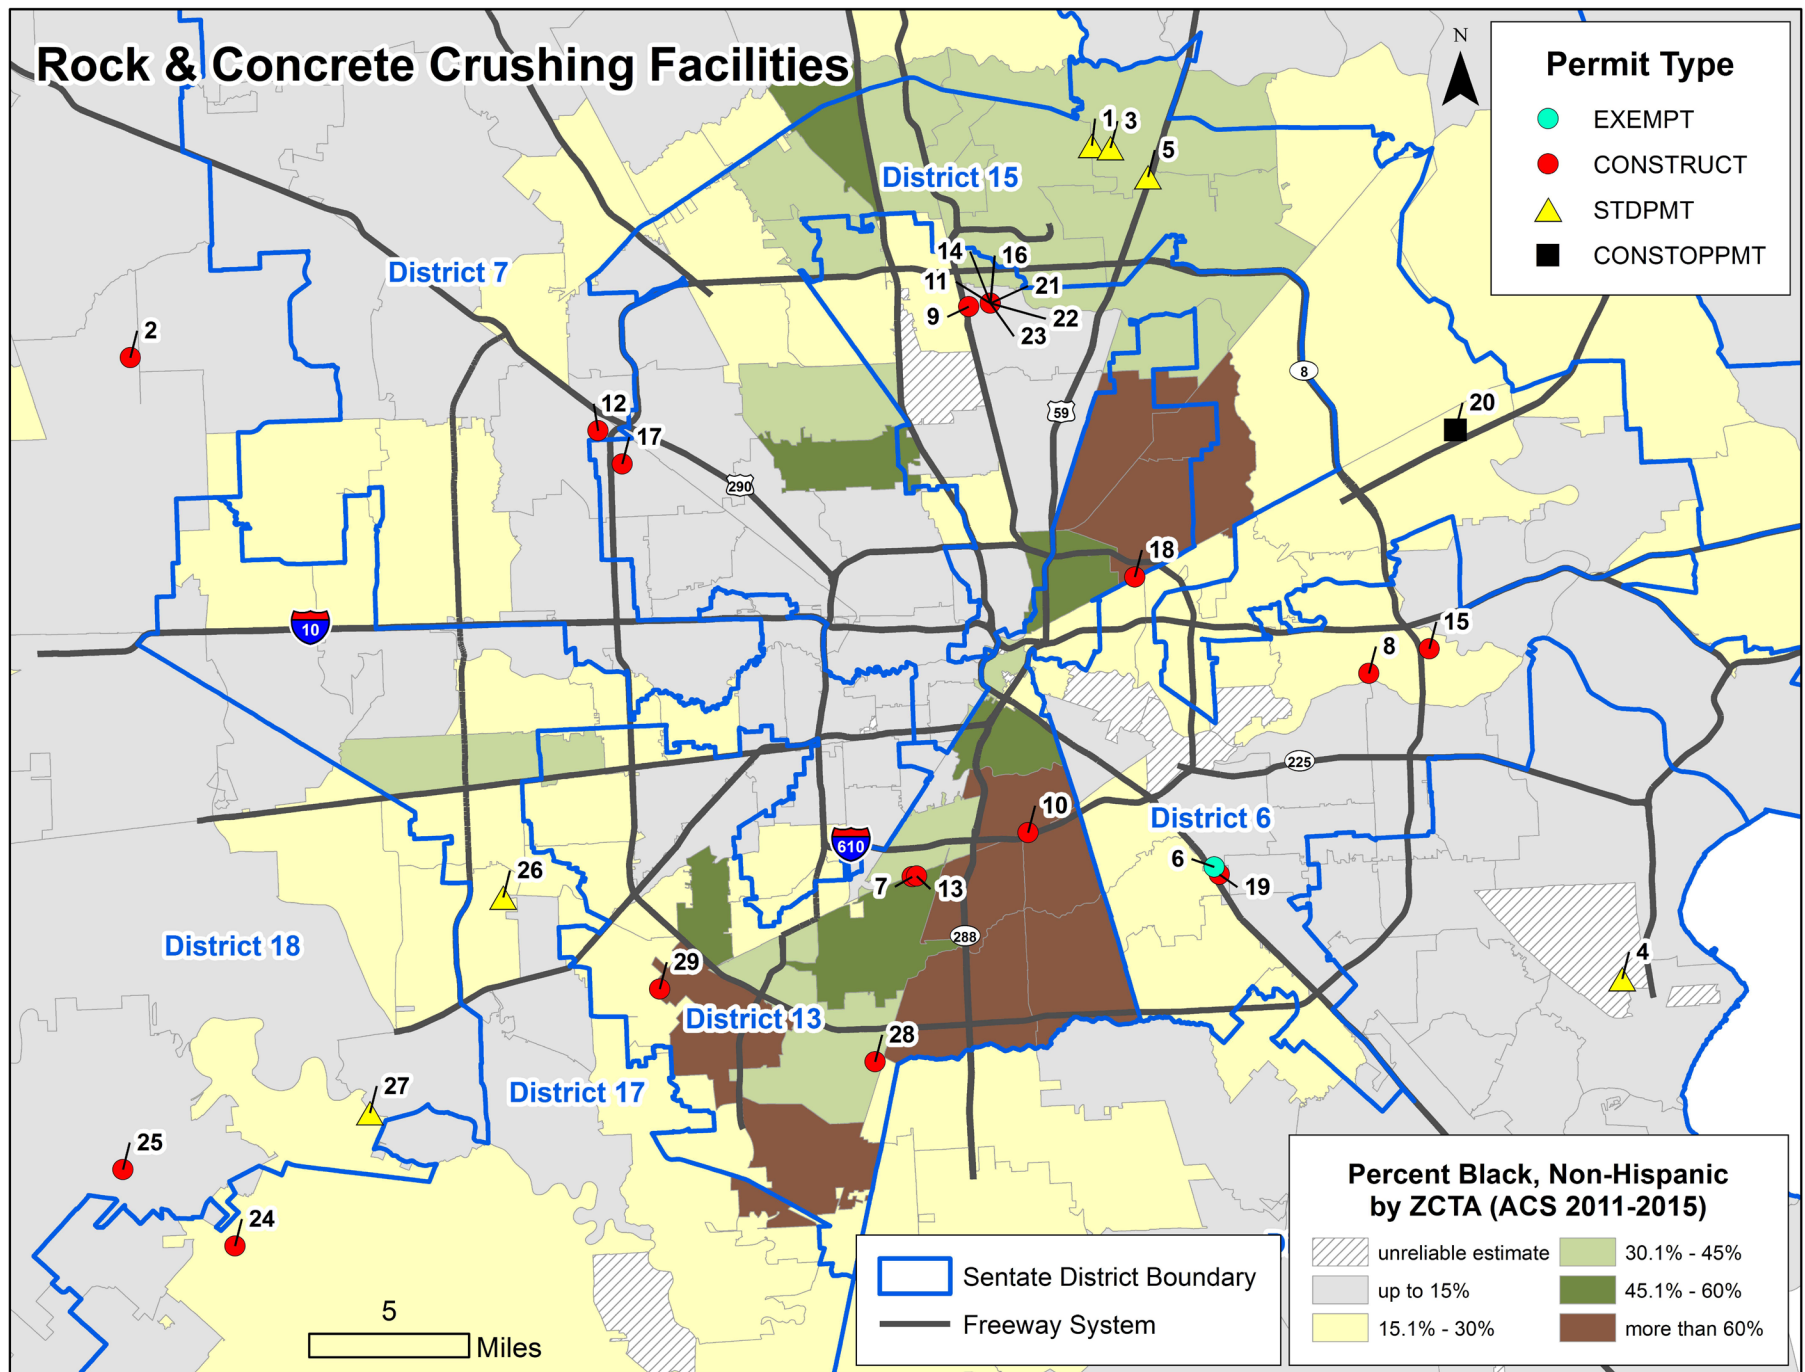 Rock & Concrete Crushing Facilities
N
Permit Type
EXEMPT
CONSTRUCT
STDPMT
CONSTOPPMT
1 3
5
District 15
14 16
District 7
11 21
9 22
23
2
8
12
59
20
17
290
18
10
15
8
225
10
District 6
610
6
26
7 13
19
288
District 18
4
29
District 13
28
27
District 17
25
24
Percent Black, Non-Hispanic
by ZCTA (ACS 2011-2015)
unreliable estimate
30.1% - 45%
up to 15%
45.1% - 60%
15.1% - 30%
more than 60%
Sentate District Boundary
Freeway System
5
Miles